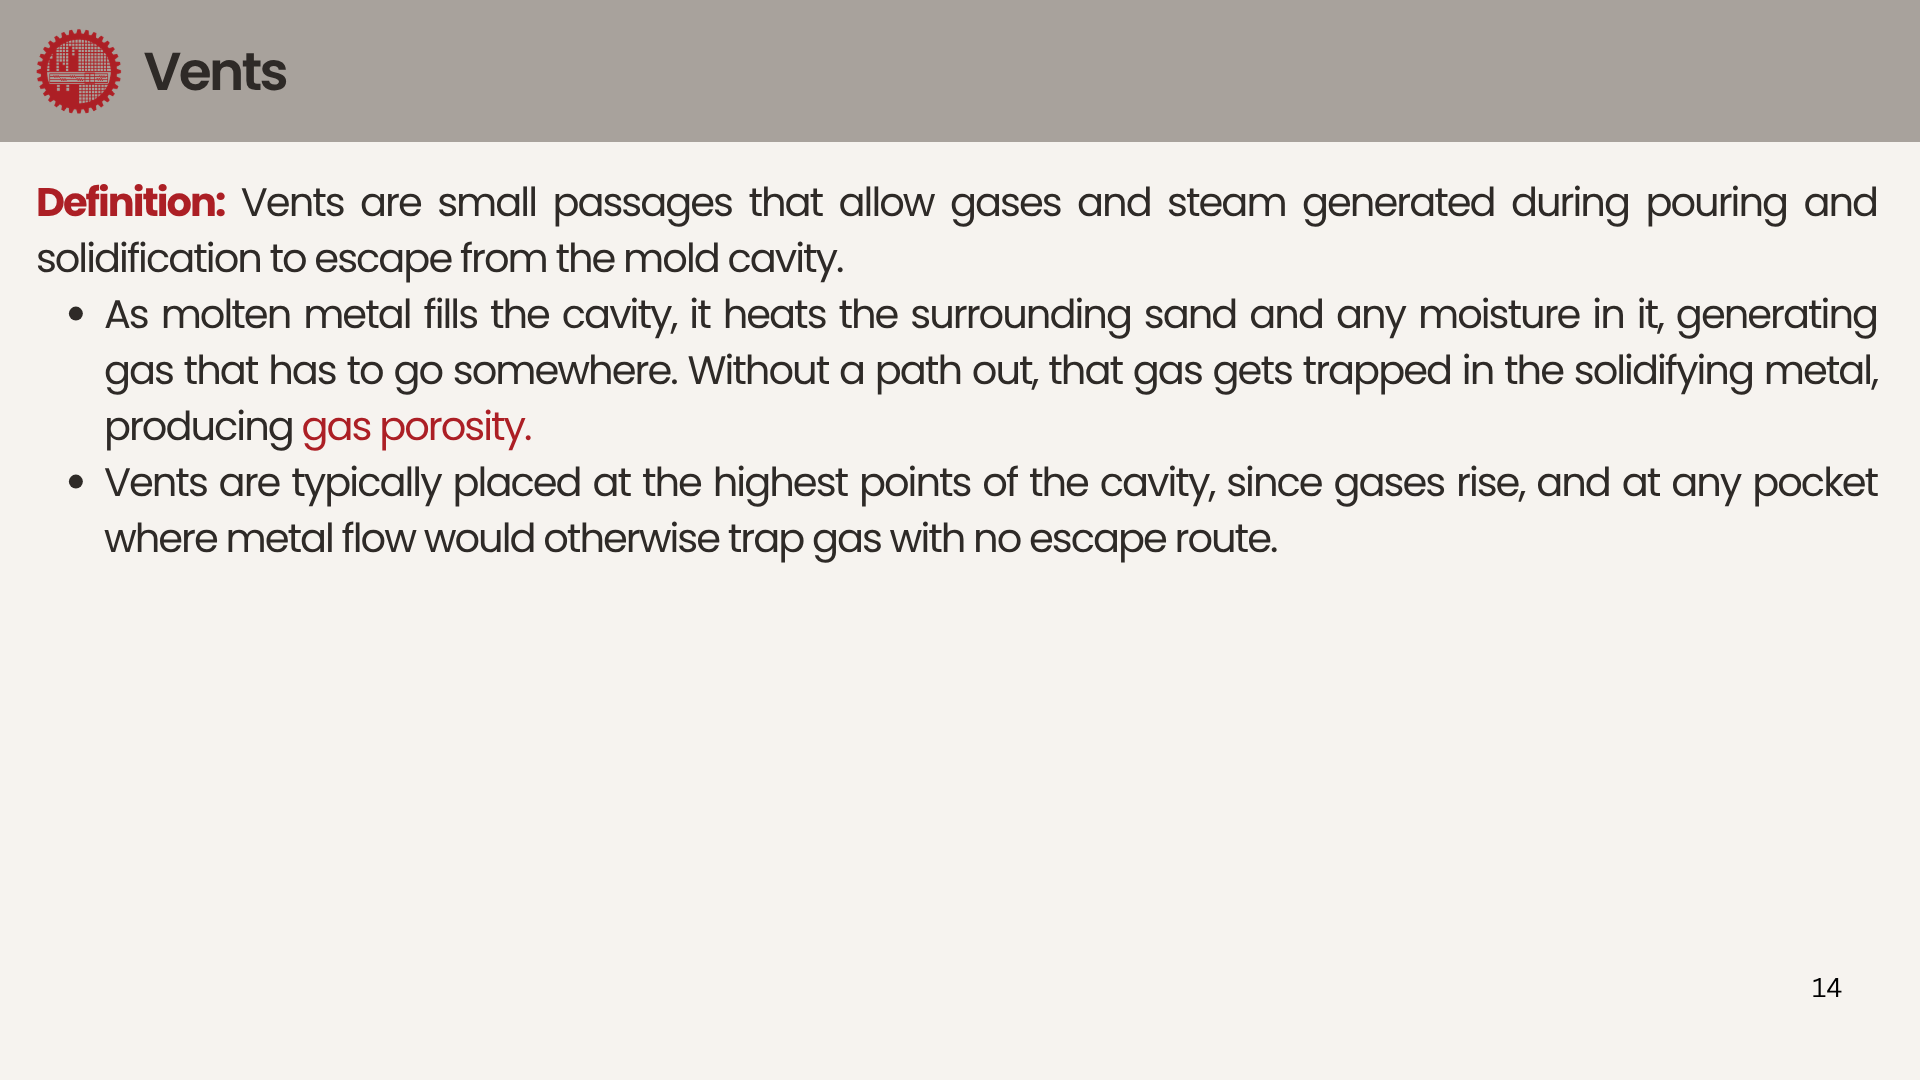 Vents
Definition: Vents are small passages that allow gases and steam generated during pouring and
solidification to escape from the mold cavity.
• As molten metal fills the cavity, it heats the surrounding sand and any moisture in it, generating
gas that has to go somewhere. Without a path out, that gas gets trapped in the solidifying metal,
producing gas porosity.
• Vents are typically placed at the highest points of the cavity, since gases rise, and at any pocket
where metal flow would otherwise trap gas with no escape route.
14